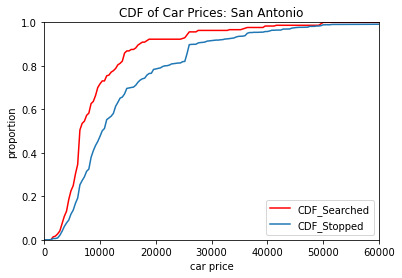 CDF of Car Prices: San Antonio
1.0
0.8
0.6
0.4
0.2
0.0
proportion
0
10000
20000
30000
40000
50000
60000
car price
CDF_Searched
CDF_Stopped